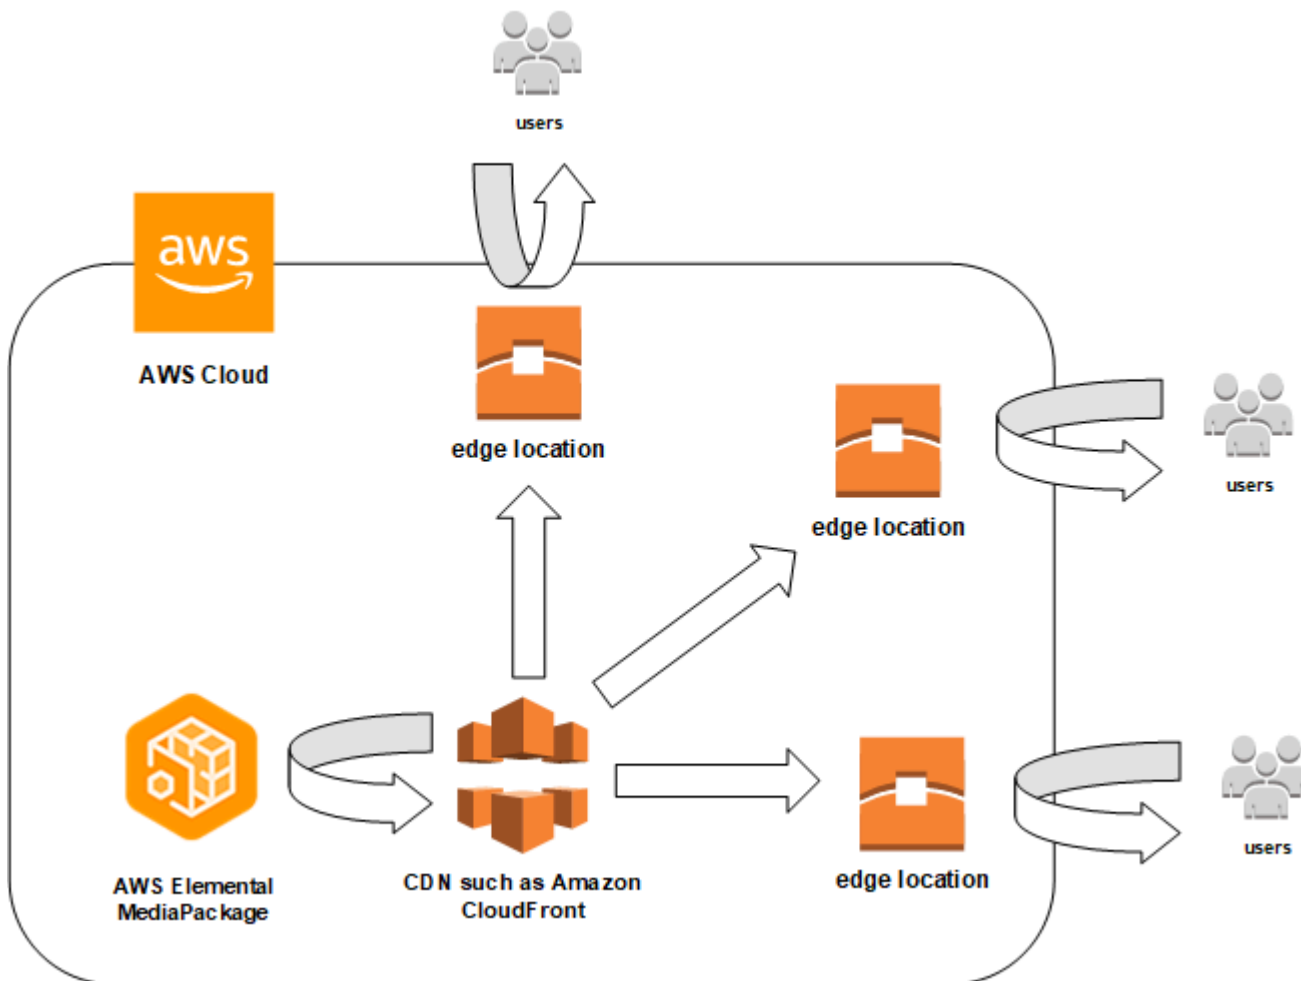 users
aws
AWS Cloud
edge location
edge location
users
AWS Elemental
MediaPackage
CDN such as Amazon
CloudFront
edge location
users